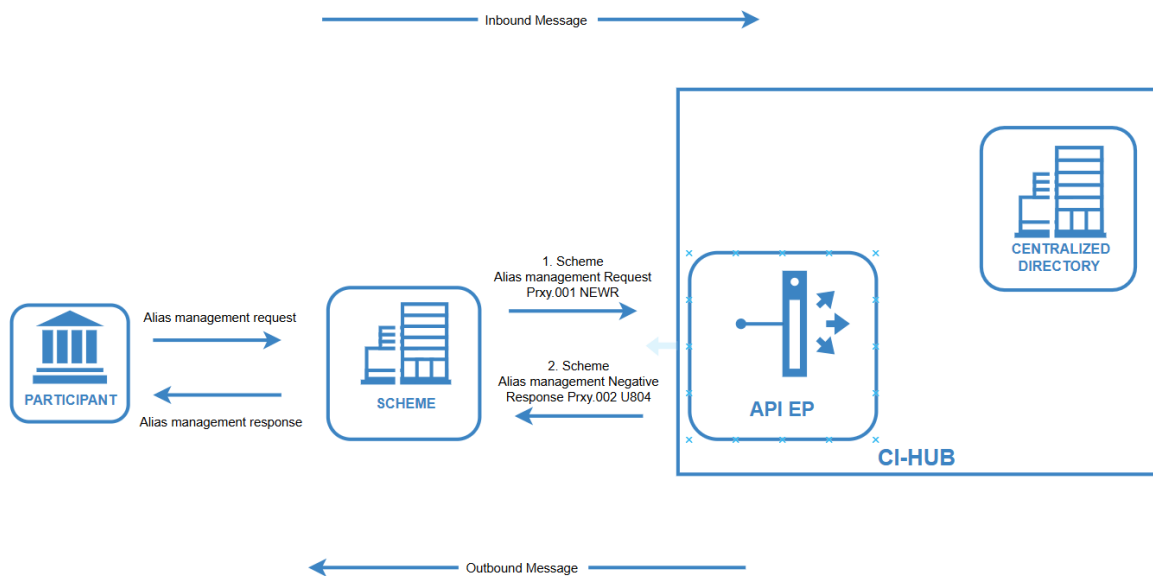 Inbound Message
CENTRALIZED
DIRECTORY
1. Scheme
Alias management Request
Prxy.001 NEWR
Alias management request
2. Scheme
Alias management Negative
Response Prxy.002 U804
PARTICIPANT
SCHEME
API EP
Alias management response
CI-HUB
Outbound Message